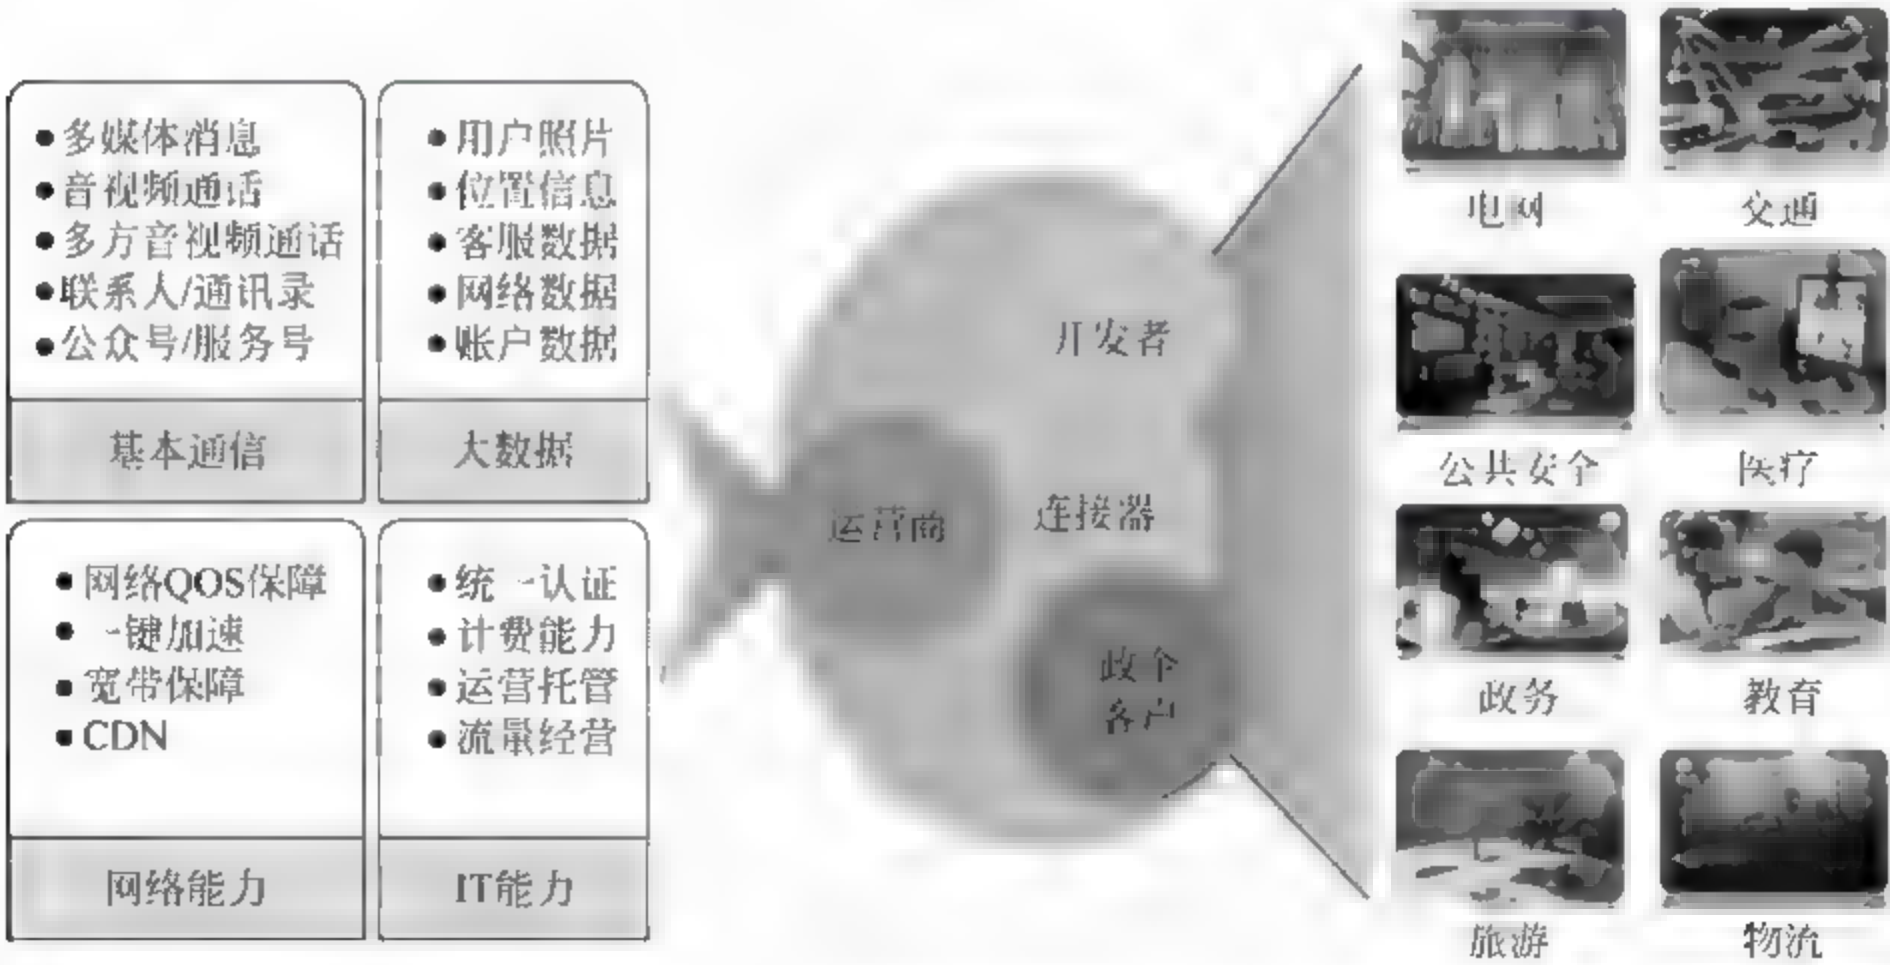 ●多媒体消息
●音视频通话
●多方音视频通话
●联系人/通讯录
●公众号/服务号
基本通信
●用户照片
●位置信息
●客服数据
●网络数据
●账户数据
大数据
●网络QOS保障
●一键加速
●宽带保障
●CDN
网络能力
●统一认证
●计费能力
●运营托管
●流量经营
IT能力
开发者
运营商
连接器
政企
客户
电网
交通
公共安全
医疗
政务
教育
旅游
物流